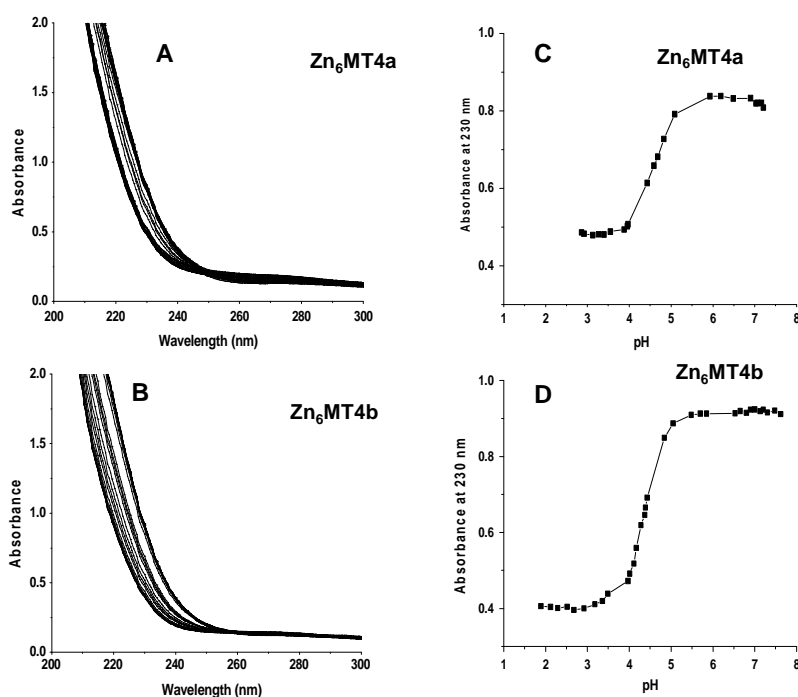 A
Zn₆MT4a
2.0
1.5
1.0
0.5
0.0
Absorbance
200 220 240 260 280 300
Wavelength (nm)
C
Zn₆MT4a
1.0
0.8
0.6
0.4
Absorbance at 230 nm
1 2 3 4 5 6 7 8
pH
B
Zn₆MT4b
2.0
1.5
1.0
0.5
0.0
Absorbance
200 220 240 260 280 300
Wavelength (nm)
D
Zn₆MT4b
1.0
0.8
0.6
0.4
Absorbance at 230 nm
1 2 3 4 5 6 7 8
pH